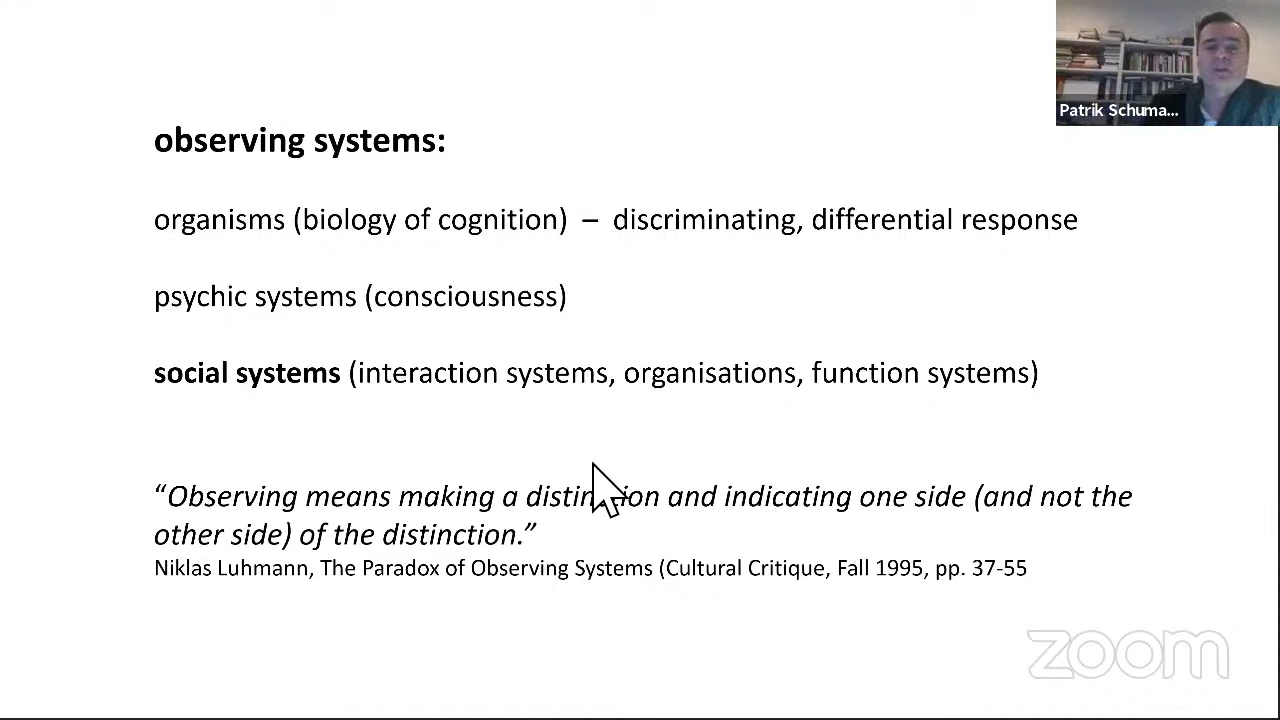 Patrik Schuma...
observing systems:
organisms (biology of cognition) – discriminating, differential response
psychic systems (consciousness)
social systems (interaction systems, organisations, function systems)
“Observing means making a distinction and indicating one side (and not the
other side) of the distinction.”
Niklas Luhmann, The Paradox of Observing Systems (Cultural Critique, Fall 1995, pp. 37-55
zoom